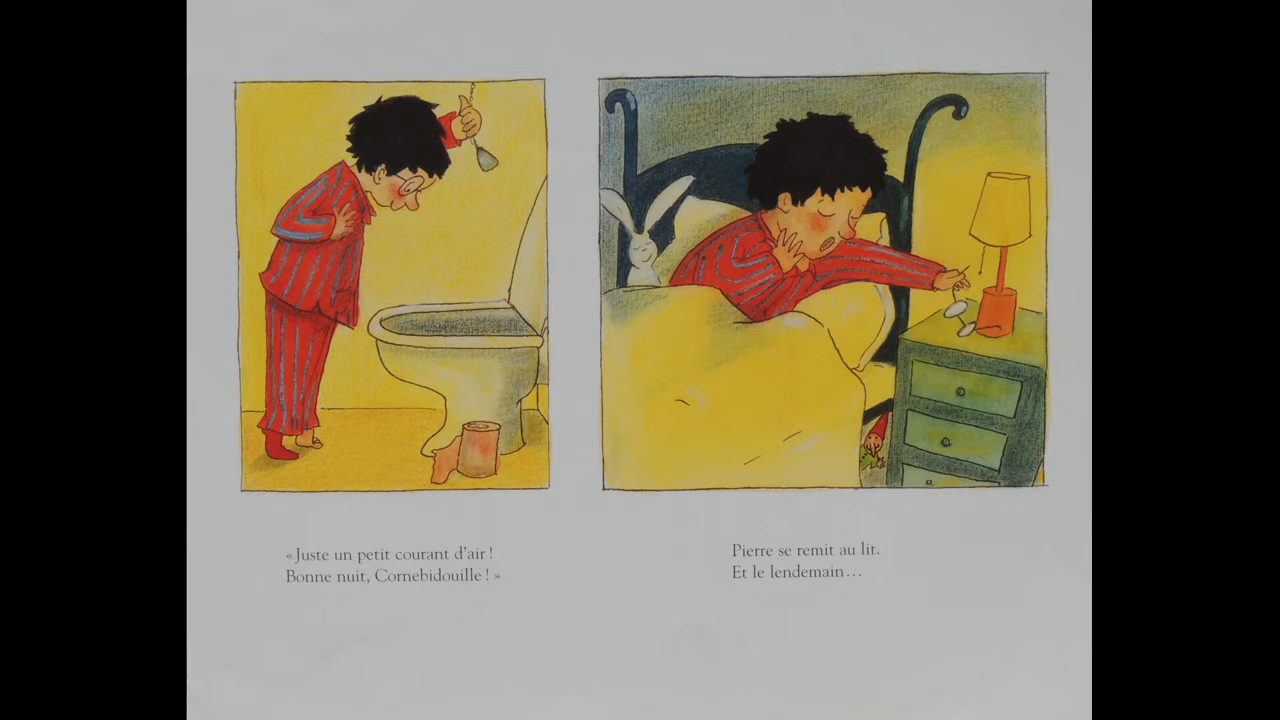 « Juste un petit courant d'air !
Bonne nuit, Cornebidouille ! »
Pierre se remit au lit.
Et le lendemain…